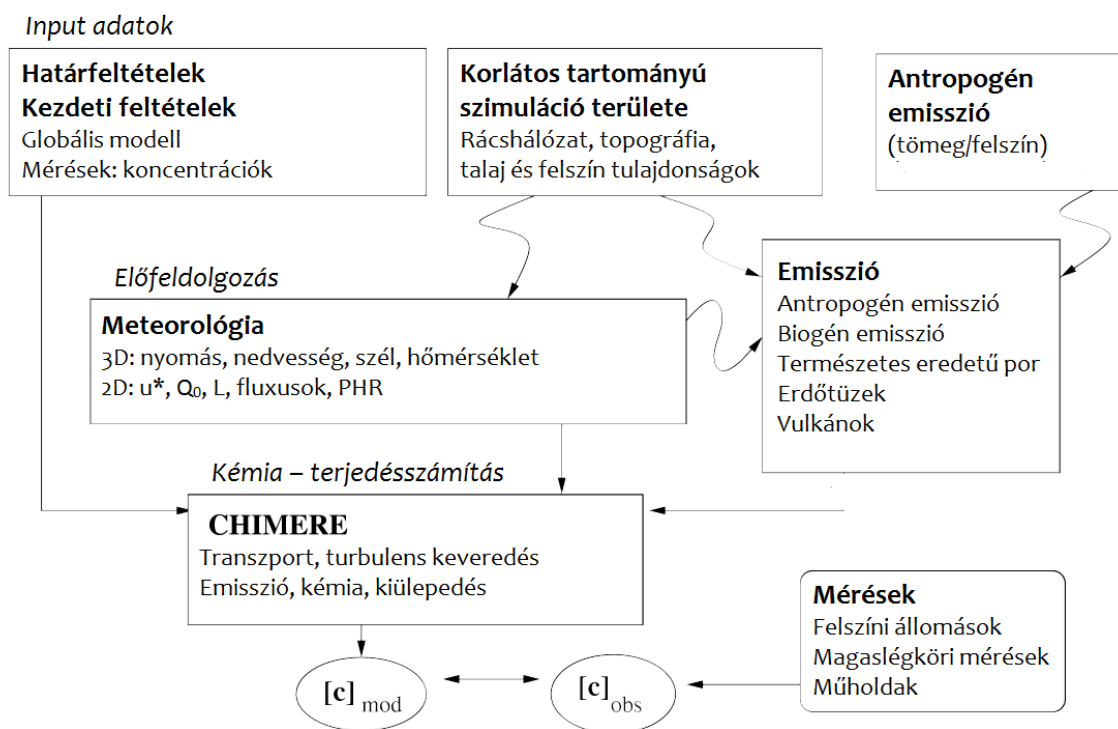 Input adatok
Határfeltételek
Kezdeti feltételek
Globális modell
Mérések: koncentrációk
Korlátos tartományú
szimuláció területe
Rácshálózat, topográfia,
talaj és felszín tulajdonságok
Antropogén
emisszió
(tömeg/felszín)
Előfeldolgozás
Meteorológia
3D: nyomás, nedvesség, szél, hőmérséklet
2D: u*, Q₀, L, fluxusok, PHR
Emisszió
Antropogén emisszió
Biogén emisszió
Természetes eredetű por
Erdőtüzek
Vulkánok
Kémia – terjedésszámítás
CHIMERE
Transzport, turbulens keveredés
Emisszió, kémia, kiülepedés
Mérések
Felszíni állomások
Magaslégköri mérések
Műholdak
[c] mod
[c] obs